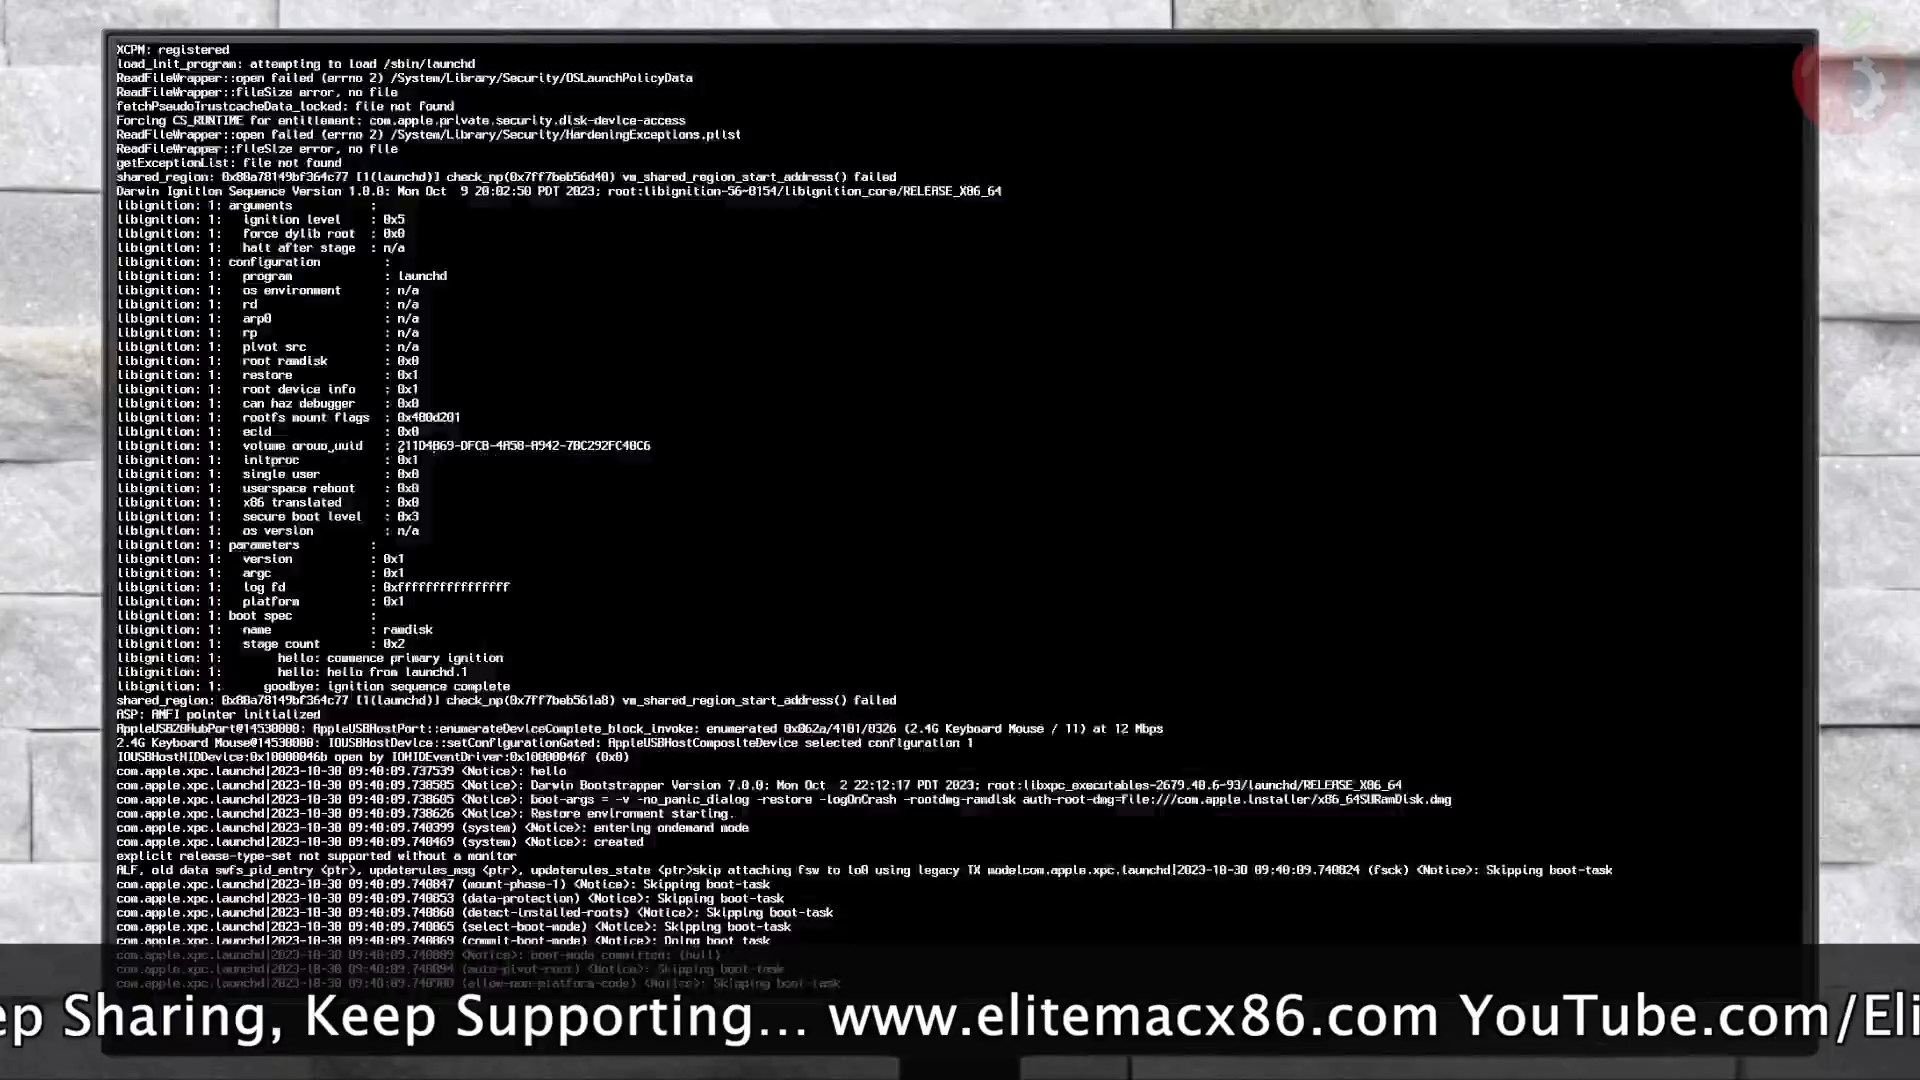 XCPM: registered
load_init_program: attempting to load /sbin/launchd
ReadFileWrapper::open failed (errno 2) /System/Library/Security/OSLaunchPolicyData
ReadFileWrapper::fileSize error, no file
fetchPseudoTrustcacheData_locked: file not found
Forcing CS_RUNTIME for entitlement: com.apple.private.security.disk-device-access
ReadFileWrapper::open failed (errno 2) /System/Library/Security/HardeningExceptions.plist
ReadFileWrapper::fileSize error, no file
getExceptionList: file not found
shared_region: 0x80a78149bf364c77 [1(launchd)] check_np(0x7ff7beb56d40) vm_shared_region_start_address() failed
Darwin Ignition Sequence Version 1.0.0: Mon Oct  9 20:02:50 PDT 2023; root:libignition-56~8154/libignition_core/RELEASE_X86_64
libignition: 1: arguments :
libignition: 1: ignition level : 0x5
libignition: 1: force dylib root : 0x0
libignition: 1: halt after stage : n/a
libignition: 1: configuration :
libignition: 1: program : launchd
libignition: 1: os environment : n/a
libignition: 1: rd : n/a
libignition: 1: arp0 : n/a
libignition: 1: rp : n/a
libignition: 1: pivot src : n/a
libignition: 1: root ramdisk : 0x0
libignition: 1: restore : 0x1
libignition: 1: root device info : 0x1
libignition: 1: can haz debugger : 0x0
libignition: 1: rootfs mount flags : 0x480d201
libignition: 1: ecid : 0x0
libignition: 1: volume group uuid : 211D4B69-DFCB-4A58-A942-7BC292FC48C6
libignition: 1: initproc : 0x1
libignition: 1: single user : 0x0
libignition: 1: userspace reboot : 0x0
libignition: 1: x86 translated : 0x0
libignition: 1: secure boot level : 0x3
libignition: 1: os version : n/a
libignition: 1: parameters :
libignition: 1: version : 0x1
libignition: 1: argc : 0x1
libignition: 1: log fd : 0xffffffffffffffff
libignition: 1: platform : 0x1
libignition: 1: boot spec :
libignition: 1: name : ramdisk
libignition: 1: stage count : 0x2
libignition: 1: hello: commence primary ignition
libignition: 1: hello: hello from launchd.1
libignition: 1: goodbye: ignition sequence complete
shared_region: 0x80a78149bf364c77 [1(launchd)] check_np(0x7ff7beb561a8) vm_shared_region_start_address() failed
ASP: AMFI pointer initialized
AppleUSB20HubPort@14530000: AppleUSBHostPort::enumerateDeviceComplete_block_invoke: enumerated 0x062a/4101/0326 (2.4G Keyboard Mouse / 11) at 12 Mbps
2.4G Keyboard Mouse@14530000: IOUSBHostDevice::setConfigurationGated: AppleUSBHostCompositeDevice selected configuration 1
IOUSBHostHIDDevice:0x10000046b open by IOHIDEventDriver:0x10000046f (0x0)
com.apple.xpc.launchd|2023-10-30 09:40:09.737539 <Notice>: hello
com.apple.xpc.launchd|2023-10-30 09:40:09.738585 <Notice>: Darwin Bootstrapper Version 7.0.0: Mon Oct  2 22:12:17 PDT 2023; root:libxpc_executables-2679.40.6~93/launchd/RELEASE_X86_64
com.apple.xpc.launchd|2023-10-30 09:40:09.738605 <Notice>: boot-args = -v -no_panic_dialog -restore -logOnCrash -rootdmg-ramdisk auth-root-dmg=file:///com.apple.installer/x86_64SURamDisk.dmg
com.apple.xpc.launchd|2023-10-30 09:40:09.738626 <Notice>: Restore environment starting.
com.apple.xpc.launchd|2023-10-30 09:40:09.740399 (system) <Notice>: entering ondemand mode
com.apple.xpc.launchd|2023-10-30 09:40:09.740469 (system) <Notice>: created
explicit release-type-set not supported without a monitor
ALF, old data swfs_pid_entry <ptr>, updaterules_msg <ptr>, updaterules_state <ptr>skip attaching fsw to lo0 using legacy TX modelcom.apple.xpc.launchd|2023-10-30 09:40:09.740824 (fsck) <Notice>: Skipping boot-task
com.apple.xpc.launchd|2023-10-30 09:40:09.740847 (mount-phase-1) <Notice>: Skipping boot-task
com.apple.xpc.launchd|2023-10-30 09:40:09.740853 (data-protection) <Notice>: Skipping boot-task
com.apple.xpc.launchd|2023-10-30 09:40:09.740860 (detect-installed-roots) <Notice>: Skipping boot-task
com.apple.xpc.launchd|2023-10-30 09:40:09.740865 (select-boot-mode) <Notice>: Skipping boot-task
com.apple.xpc.launchd|2023-10-30 09:40:09.740869 (commit-boot-mode) <Notice>: Doing boot task
com.apple.xpc.launchd|2023-10-30 09:40:09.740889 <Notice>: boot-mode committed: (null)
com.apple.xpc.launchd|2023-10-30 09:40:09.740894 (auto-pivot-root) <Notice>: Skipping boot-task
com.apple.xpc.launchd|2023-10-30 09:40:09.740900 (allow-non-platform-code) <Notice>: Skipping boot-task
ep Sharing, Keep Supporting... www.elitemacx86.com YouTube.com/Eli